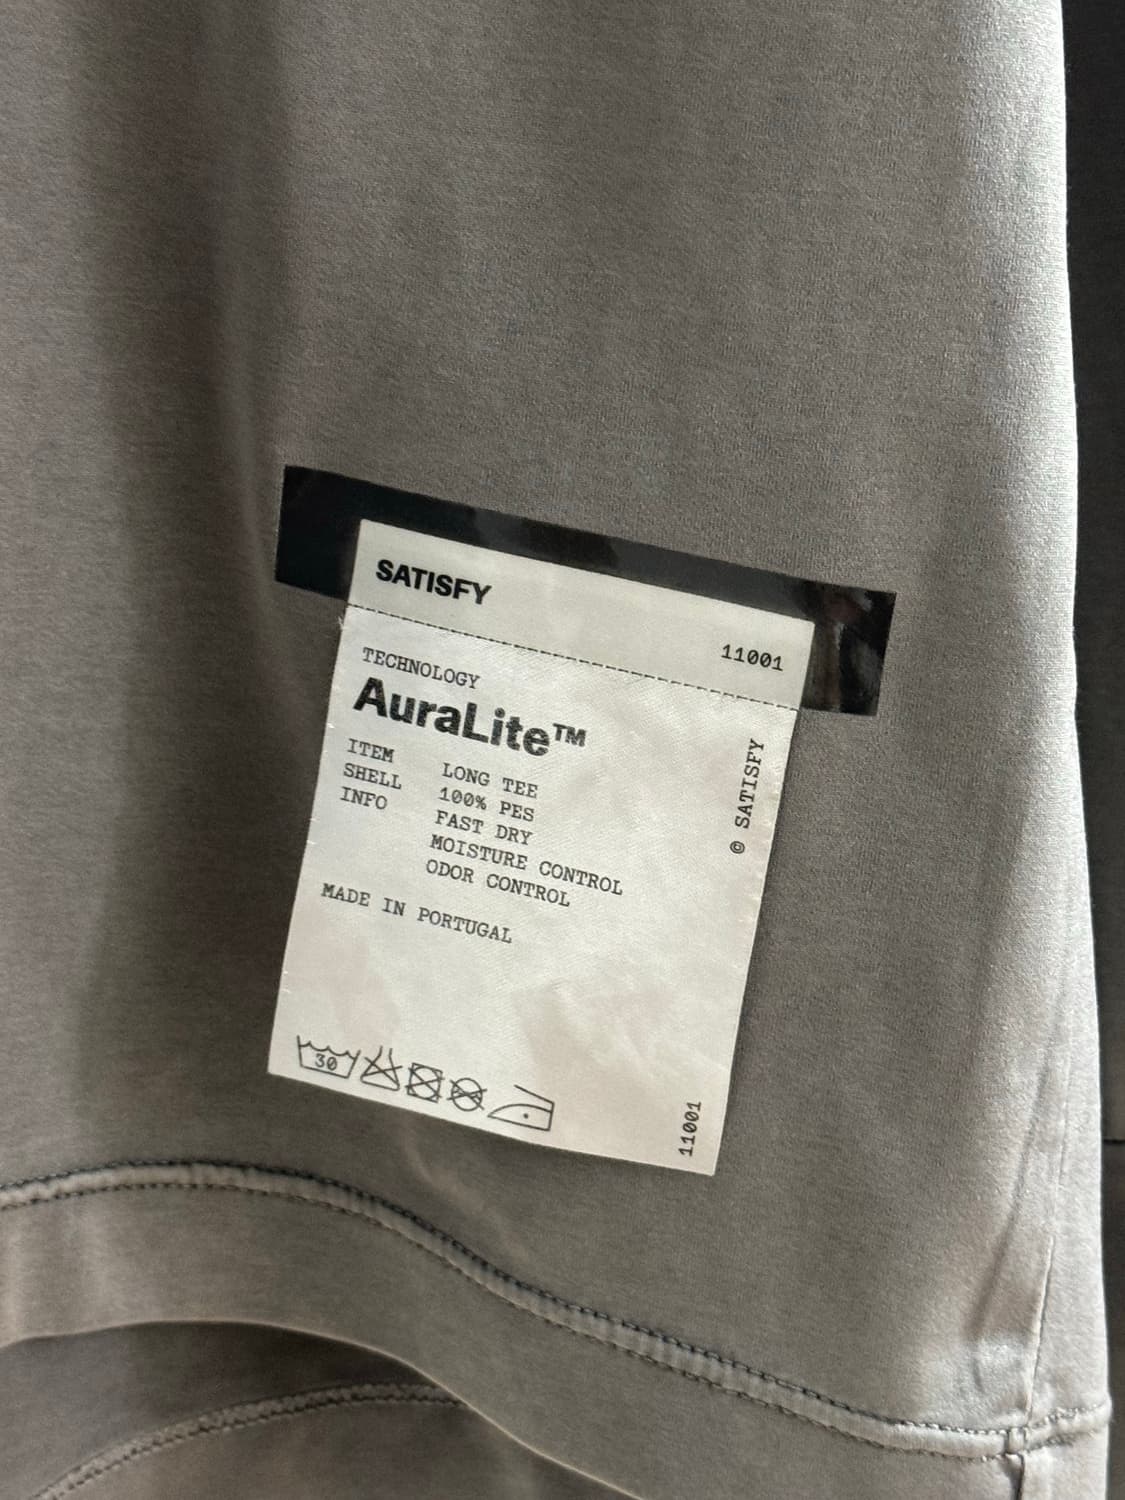 SATISFY
11001
TECHNOLOGY
AuraLite™
ITEM LONG TEE
SHELL 100% PES
INFO FAST DRY
MOISTURE CONTROL
ODOR CONTROL
MADE IN PORTUGAL
© SATISFY
30
11001